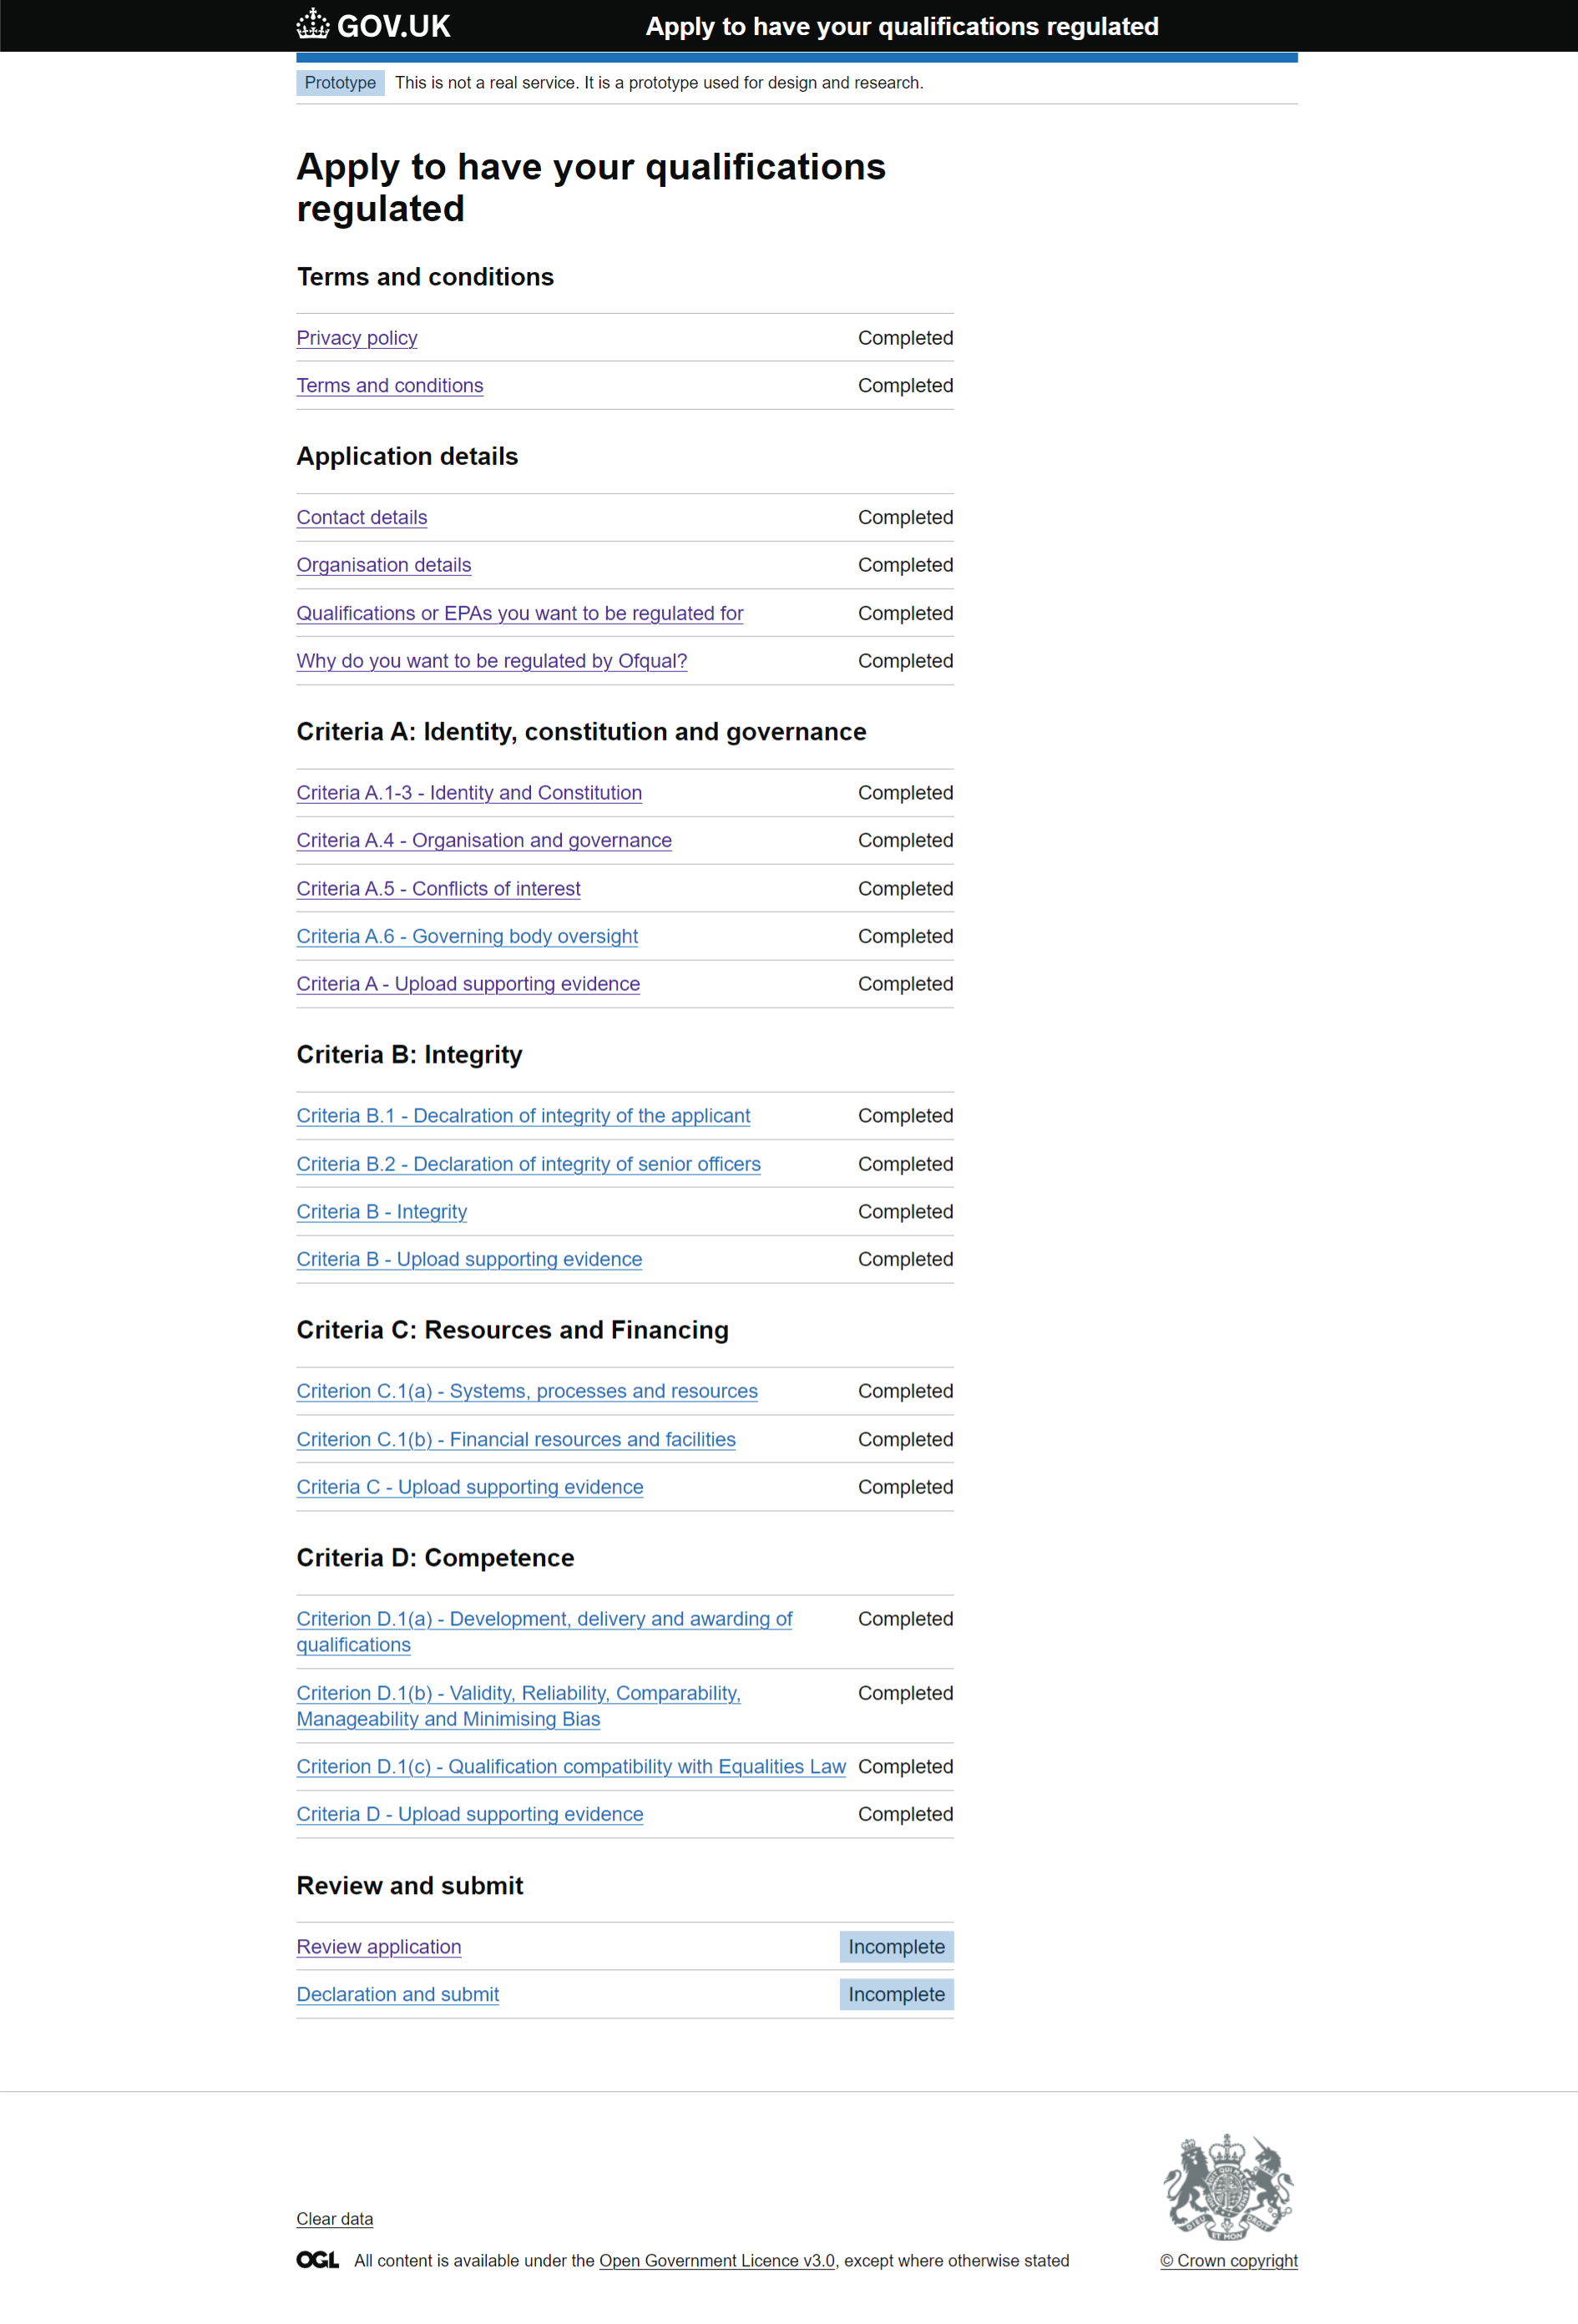 GOV.UK
Apply to have your qualifications regulated
Prototype This is not a real service. It is a prototype used for design and research.
Apply to have your qualifications
regulated
Terms and conditions
Privacy policy Completed
Terms and conditions Completed
Application details
Contact details Completed
Organisation details Completed
Qualifications or EPAs you want to be regulated for Completed
Why do you want to be regulated by Ofqual? Completed
Criteria A: Identity, constitution and governance
Criteria A.1-3 - Identity and Constitution Completed
Criteria A.4 - Organisation and governance Completed
Criteria A.5 - Conflicts of interest Completed
Criteria A.6 - Governing body oversight Completed
Criteria A - Upload supporting evidence Completed
Criteria B: Integrity
Criteria B.1 - Decalration of integrity of the applicant Completed
Criteria B.2 - Declaration of integrity of senior officers Completed
Criteria B - Integrity Completed
Criteria B - Upload supporting evidence Completed
Criteria C: Resources and Financing
Criterion C.1(a) - Systems, processes and resources Completed
Criterion C.1(b) - Financial resources and facilities Completed
Criteria C - Upload supporting evidence Completed
Criteria D: Competence
Criterion D.1(a) - Development, delivery and awarding of Completed
qualifications
Criterion D.1(b) - Validity, Reliability, Comparability, Completed
Manageability and Minimising Bias
Criterion D.1(c) - Qualification compatibility with Equalities Law Completed
Criteria D - Upload supporting evidence Completed
Review and submit
Review application Incomplete
Declaration and submit Incomplete
Clear data
OGL All content is available under the Open Government Licence v3.0, except where otherwise stated
© Crown copyright